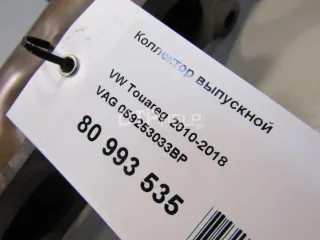 Коллектор выпускной
VW Touareg 2010-2018
VAG 059253033BP
80 993 535